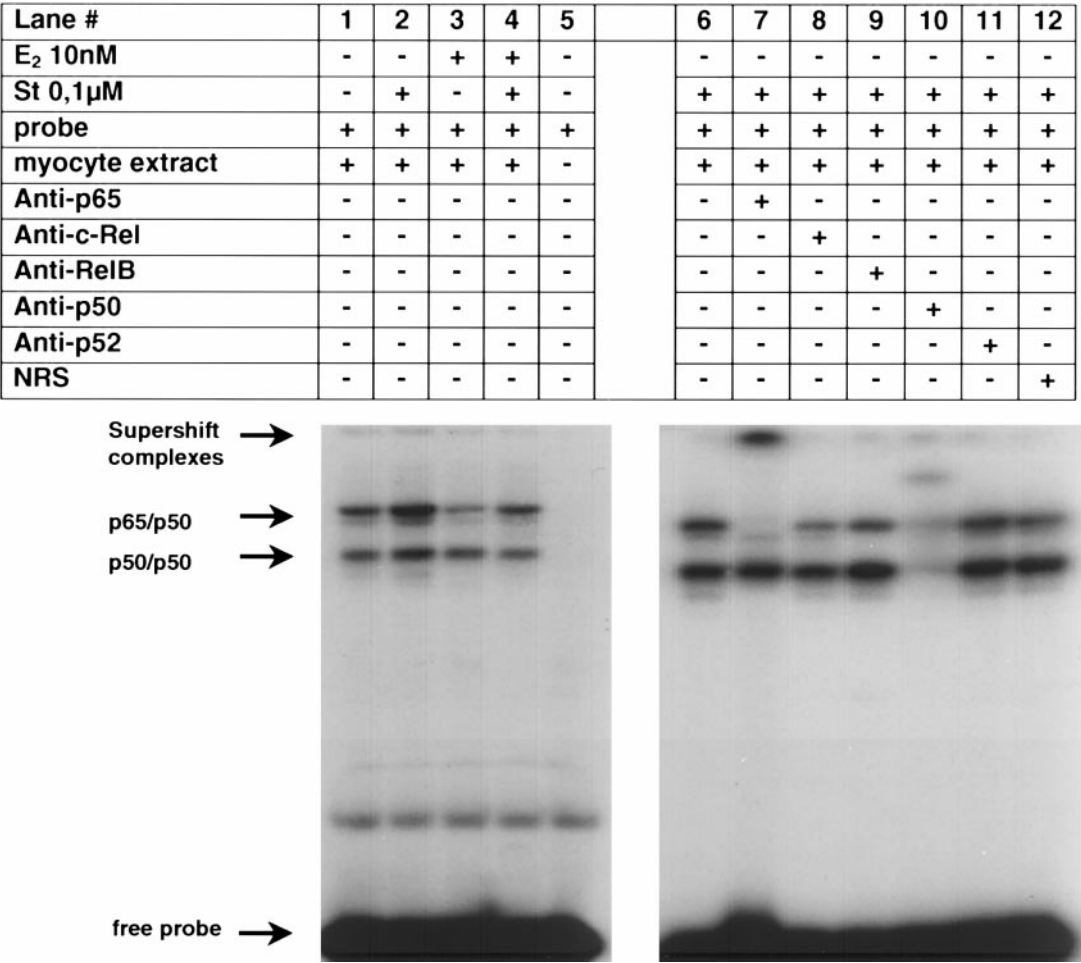 Lane # 1 2 3 4 5 6 7 8 9 10 11 12
E₂ 10nM - - + + - - - - - - - -
St 0,1µM - + - + - + + + + + + +
probe + + + + + + + + + + + +
myocyte extract + + + + - + + + + + + +
Anti-p65 - - - - - - + - - - - -
Anti-c-Rel - - - - - - - + - - - -
Anti-RelB - - - - - - - - + - - -
Anti-p50 - - - - - - - - - + - -
Anti-p52 - - - - - - - - - - + -
NRS - - - - - - - - - - - +
Supershift
complexes
p65/p50
p50/p50
free probe